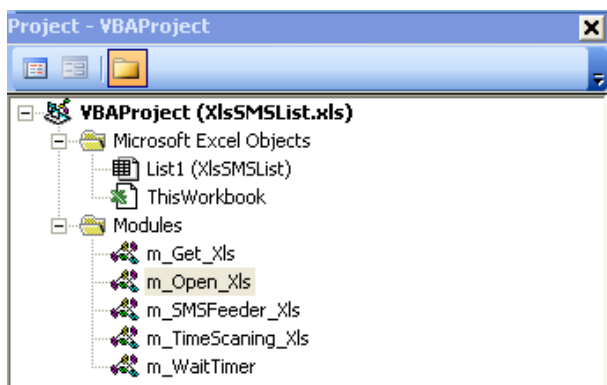 Project - VBAProject
VBAProject (XlsSMSList.xls)
Microsoft Excel Objects
List1 (XlsSMSList)
ThisWorkbook
Modules
m_Get_Xls
m_Open_Xls
m_SMSFeeder_Xls
m_TimeScaning_Xls
m_WaitTimer